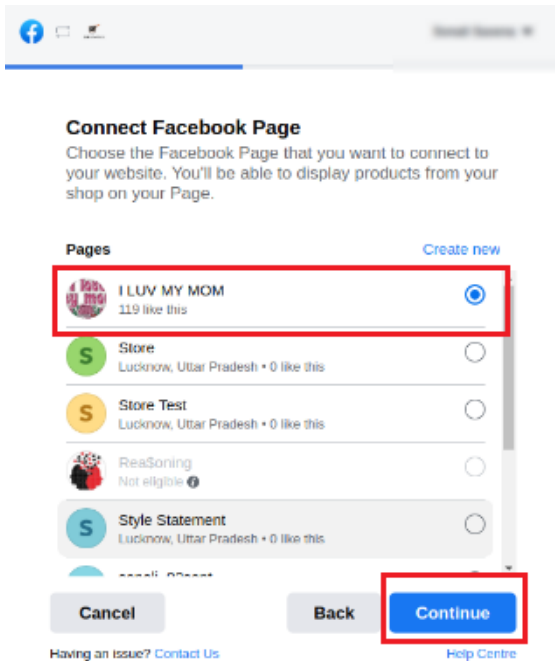 Connect Facebook Page
Choose the Facebook Page that you want to connect to
your website. You'll be able to display products from your
shop on your Page.
Pages
Create new
I LUV MY MOM
119 like this
S
Store
Lucknow, Uttar Pradesh • 0 like this
S
Store Test
Lucknow, Uttar Pradesh • 0 like this
Rea$oning
Not eligible
S
Style Statement
Lucknow, Uttar Pradesh • 0 like this
Cancel
Back
Continue
Having an issue? Contact Us
Help Centre